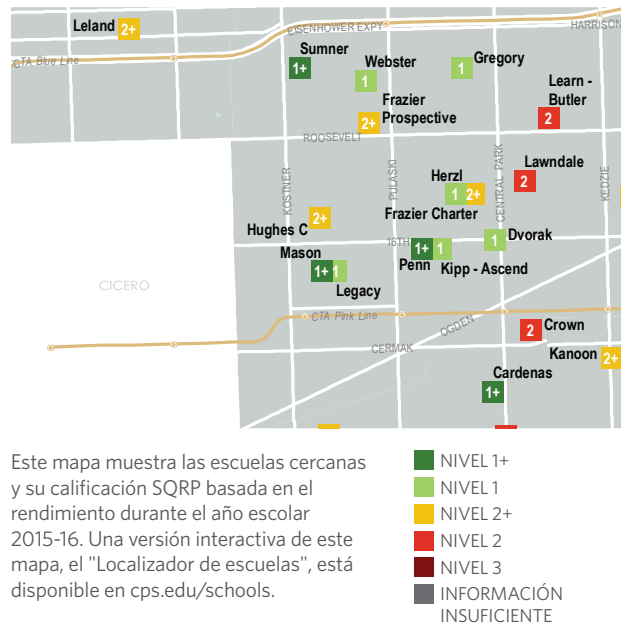 Leland
2+
EISENHOWER EXPY
HARRISON
CTA Blue Line
Sumner
1+
Webster
1
Gregory
1
Learn -
Butler
2
Frazier
Prospective
2+
ROOSEVELT
KOSTNER
PULASKI
CENTRAL PARK
KEDZIE
Lawndale
2
Herzl
1
2+
Frazier Charter
Hughes C
2+
16TH
Dvorak
1
Mason
1+
1
Legacy
1+
1
Penn
Kipp - Ascend
CICERO
CTA Pink Line
OGDEN
CERMAK
2
Crown
Kanoon
2+
Cardenas
1+
Este mapa muestra las escuelas cercanas
y su calificación SQRP basada en el
rendimiento durante el año escolar
2015-16. Una versión interactiva de este
mapa, el "Localizador de escuelas", está
disponible en cps.edu/schools.
NIVEL 1+
NIVEL 1
NIVEL 2+
NIVEL 2
NIVEL 3
INFORMACIÓN
INSUFICIENTE